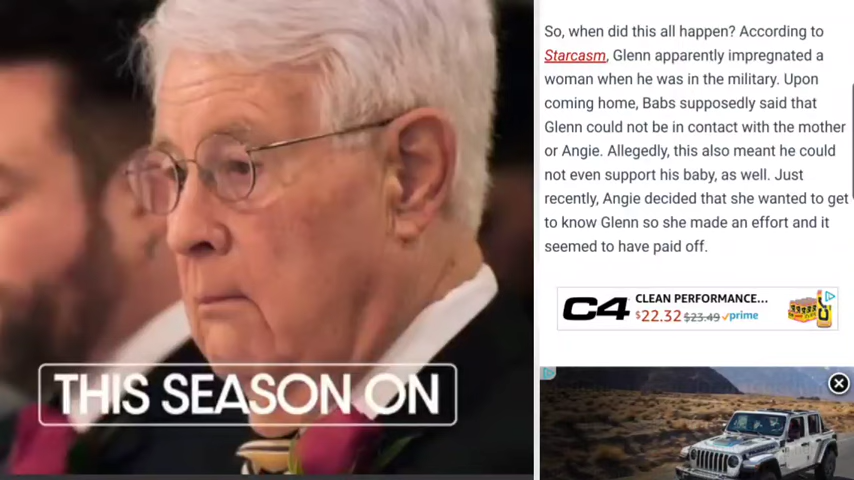 THIS SEASON ON
So, when did this all happen? According to
Starcasm, Glenn apparently impregnated a
woman when he was in the military. Upon
coming home, Babs supposedly said that
Glenn could not be in contact with the mother
or Angie. Allegedly, this also meant he could
not even support his baby, as well. Just
recently, Angie decided that she wanted to get
to know Glenn so she made an effort and it
seemed to have paid off.
C4
CLEAN PERFORMANCE...
$22.32 $23.49 prime